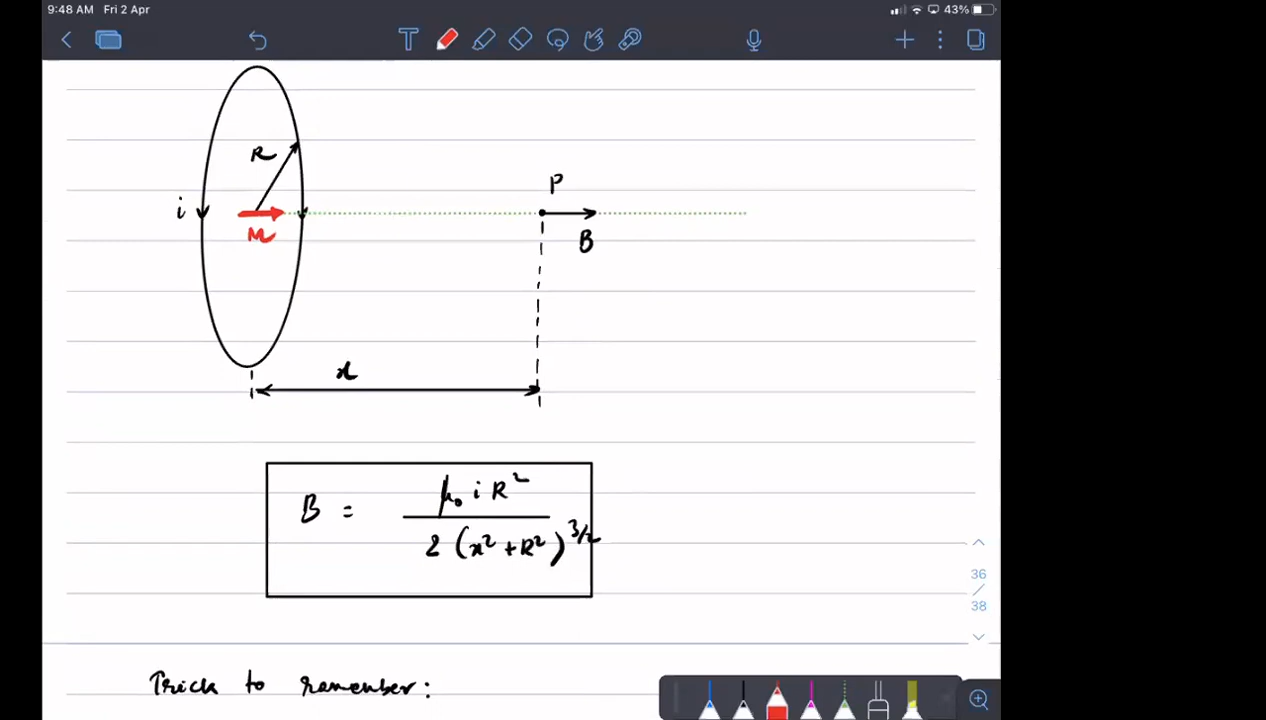 9:48 AM Fri 2 Apr
43%
T
R
P
i
M
B
x
B = μ₀ i R² / 2 (x² + R²)^3/2
36
/
38
Trick to remember: